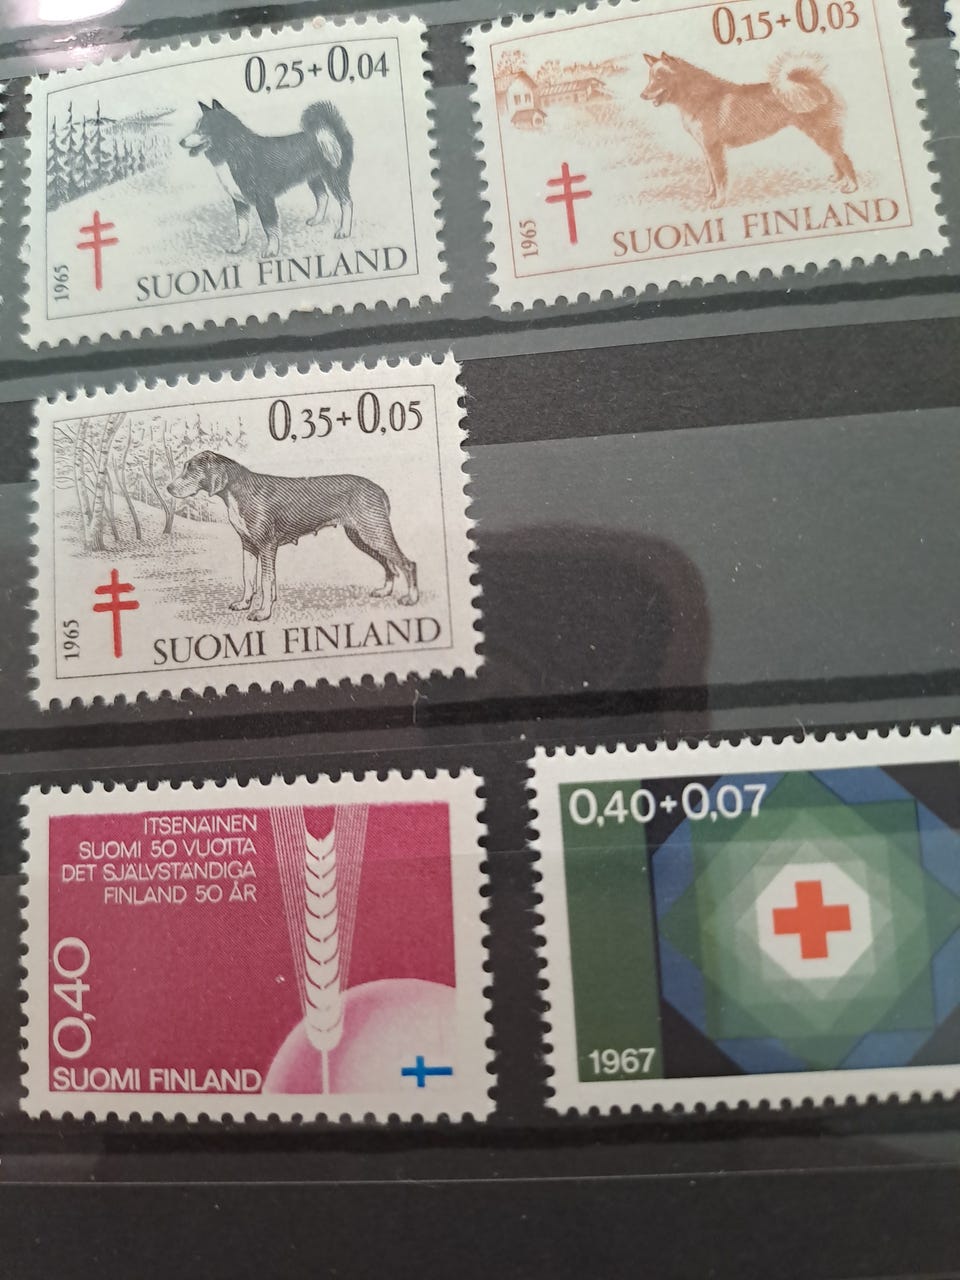 0,25+0,04
1965
SUOMI FINLAND
0,15+0,03
1965
SUOMI FINLAND
0,35+0,05
1965
SUOMI FINLAND
ITSENÄINEN
SUOMI 50 VUOTTA
DET SJÄLVSTÄNDIGA
FINLAND 50 ÅR
0,40
SUOMI FINLAND
0,40+0,07
1967